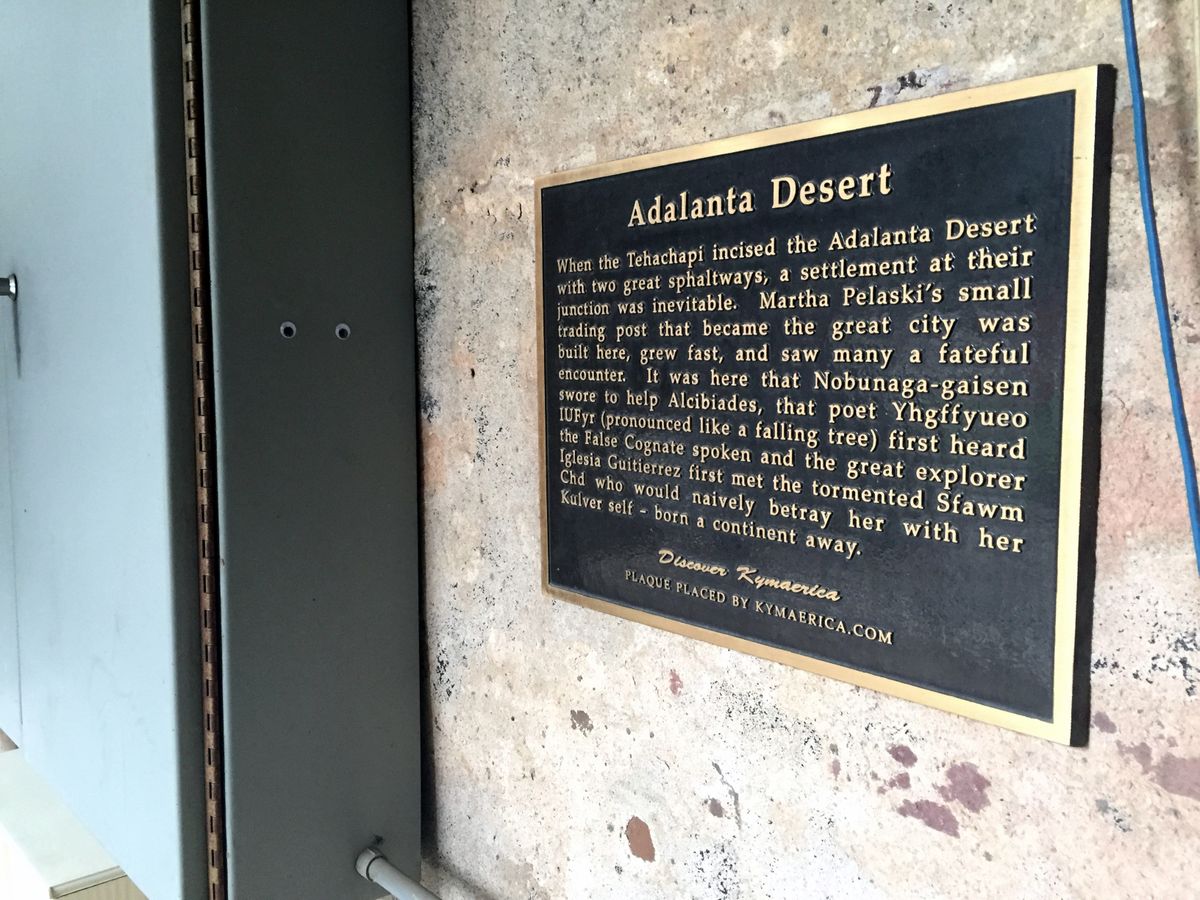 Adalanta Desert
When the Tehachapi incised the Adalanta Desert
with two great sphaltways, a settlement at their
junction was inevitable. Martha Pelaski's small
trading post that became the great city was
built here, grew fast, and saw many a fateful
encounter. It was here that Nobunaga-gaisen
swore to help Alcibiades, that poet Yhgffyueo
IUFyr (pronounced like a falling tree) first heard
the False Cognate spoken and the great explorer
Iglesia Guitierrez first met the tormented Sfawm
Chd who would naively betray her with her
Kulver self - born a continent away.
Discover Kymaerica
PLAQUE PLACED BY KYMAERICA.COM